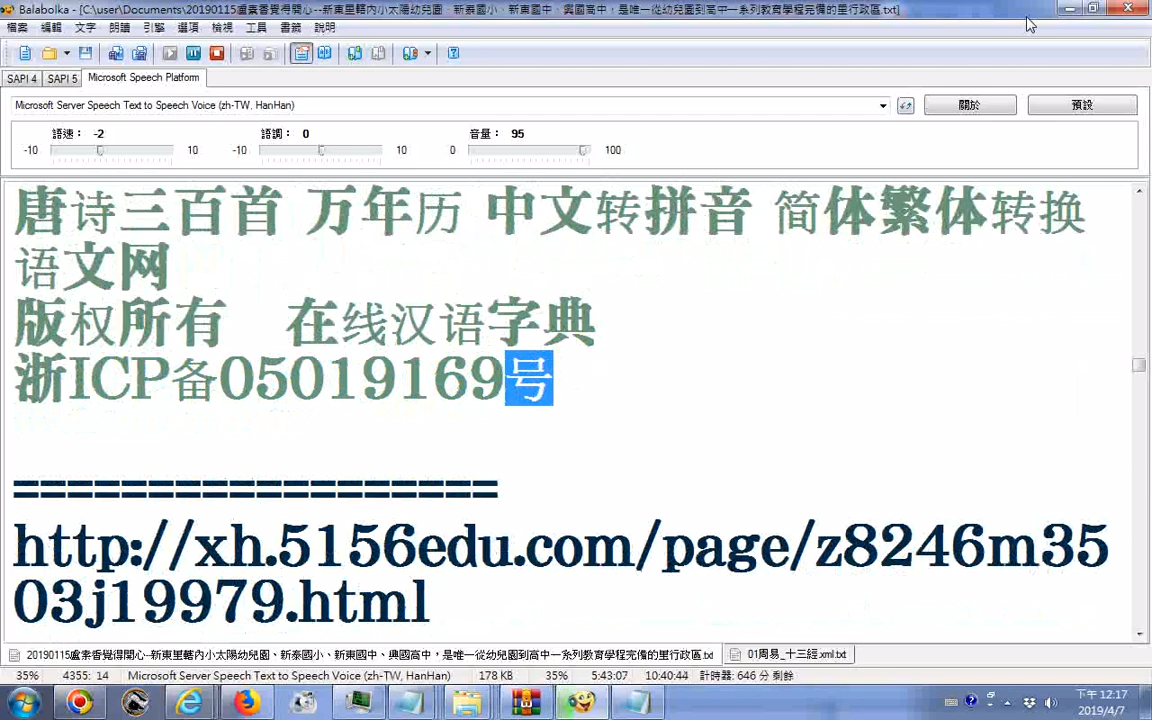 Balabolka - [C:\user\Documents\20190115盧素香覺得開心--新東里轄內小太陽幼兒園、新泰國小、新東國中、興國高中，是唯一從幼兒園到高中一系列教育學程完備的里行政區.txt]
檔案 編輯 文字 朗讀 引擎 選項 檢視 工具 書籤 說明
SAPI 4 SAPI 5 Microsoft Speech Platform
Microsoft Server Speech Text to Speech Voice (zh-TW, HanHan) 關於 預設
語速： -2 語調： 0 音量： 95
-10 10 -10 10 0 100
唐诗三百首 万年历 中文转拼音 简体繁体转换
语文网
版权所有 在线汉语字典
浙ICP备05019169号
==================
http://xh.5156edu.com/page/z8246m35
03j19979.html
20190115盧素香覺得開心--新東里轄內小太陽幼兒園、新泰國小、新東國中、興國高中，是唯一從幼兒園到高中一系列教育學程完備的里行政區.txt 01周易_十三經.xml.txt
35% 4355: 14 Microsoft Server Speech Text to Speech Voice (zh-TW, HanHan) 178 KB 35% 5:43:07 10:40:44 計時器: 646 分 剩餘
下午 12:17
2019/4/7